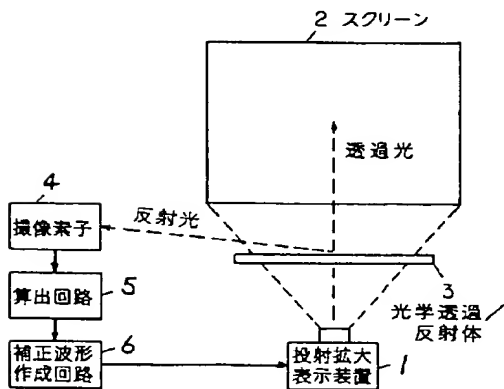 2 スクリーン
透過光
4
反射光
撮像素子
3
光学透過/
反射体
算出回路
5
補正波形
作成回路
6
投射拡大
表示装置
1